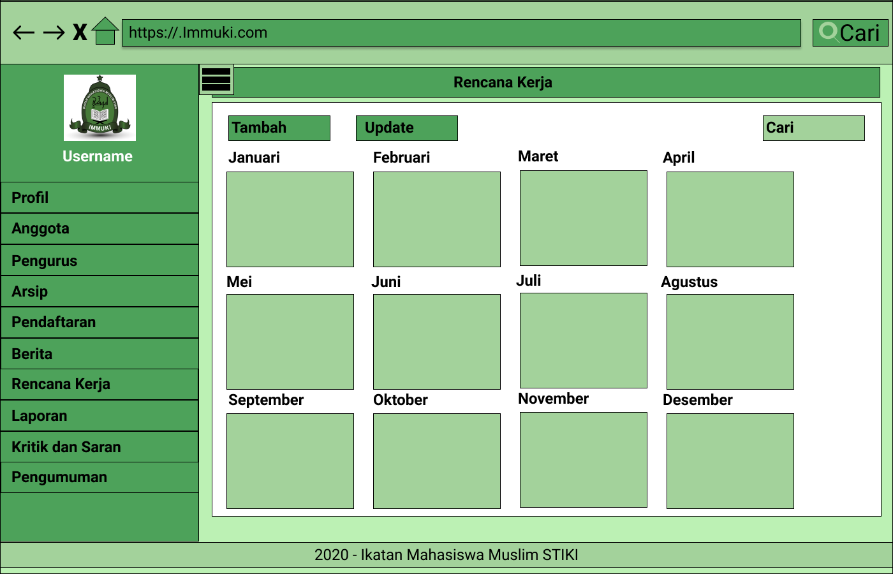 X
https://.Immuki.com
Cari
Rencana Kerja
IMMUKI
Username
Profil
Anggota
Pengurus
Arsip
Pendaftaran
Berita
Rencana Kerja
Laporan
Kritik dan Saran
Pengumuman
Tambah
Update
Cari
Januari
Februari
Maret
April
Mei
Juni
Juli
Agustus
September
Oktober
November
Desember
2020 - Ikatan Mahasiswa Muslim STIKI